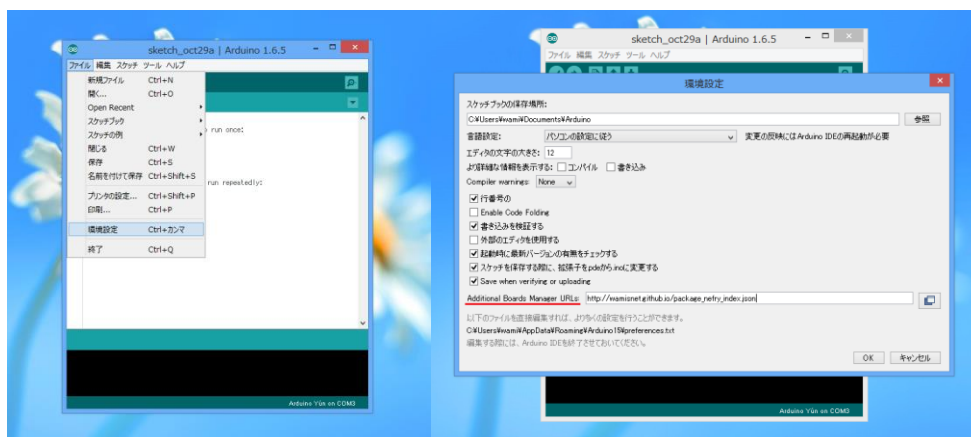 sketch_oct29a | Arduino 1.6.5
ファイル 編集 スケッチ ツール ヘルプ
新規ファイル Ctrl+N
開く... Ctrl+O
Open Recent
スケッチブック
スケッチの例
閉じる Ctrl+W
保存 Ctrl+S
名前を付けて保存 Ctrl+Shift+S
プリンタの設定... Ctrl+Shift+P
印刷... Ctrl+P
環境設定 Ctrl+カンマ
終了 Ctrl+Q
run once:
run repeatedly:
Arduino Yún on COM3
sketch_oct29a | Arduino 1.6.5
ファイル 編集 スケッチ ツール ヘルプ
環境設定
スケッチブックの保存場所:
C:¥Users¥wami¥Documents¥Arduino 参照
言語設定: パソコンの設定に従う 変更の反映には Arduino IDEの再起動が必要
エディタの文字の大きさ: 12
より詳細な情報を表示する: コンパイル 書き込み
Compiler warnings: None
行番号の
Enable Code Folding
書き込みを検証する
外部のエディタを使用する
起動時に最新バージョンの有無をチェックする
スケッチを保存する際に、拡張子をpdeから.inoに変更する
Save when verifying or uploading
Additional Boards Manager URLs: http://wamisnet.github.io/package_nefry_index.json
以下のファイルを直接編集すれば、より多くの設定を行うことができます。
C:¥Users¥wami¥AppData¥Roaming¥Arduino15¥preferences.txt
編集する際には、Arduino IDEを終了させておいてください。
OK キャンセル
Arduino Yún on COM3